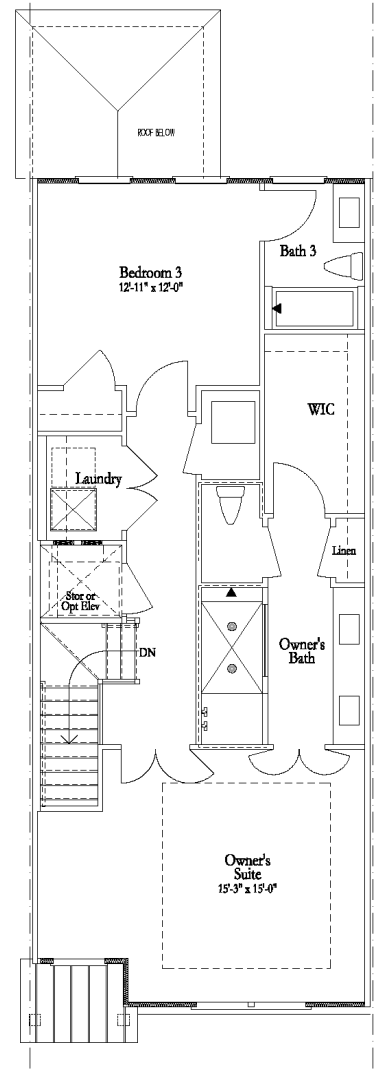 ROOF BELOW
Bath 3
Bedroom 3
12'-11" x 12'-0"
WIC
Laundry
Linen
Stor or
Opt Elev
Owner's
Bath
DN
Owner's
Suite
15'-3" x 15'-0"